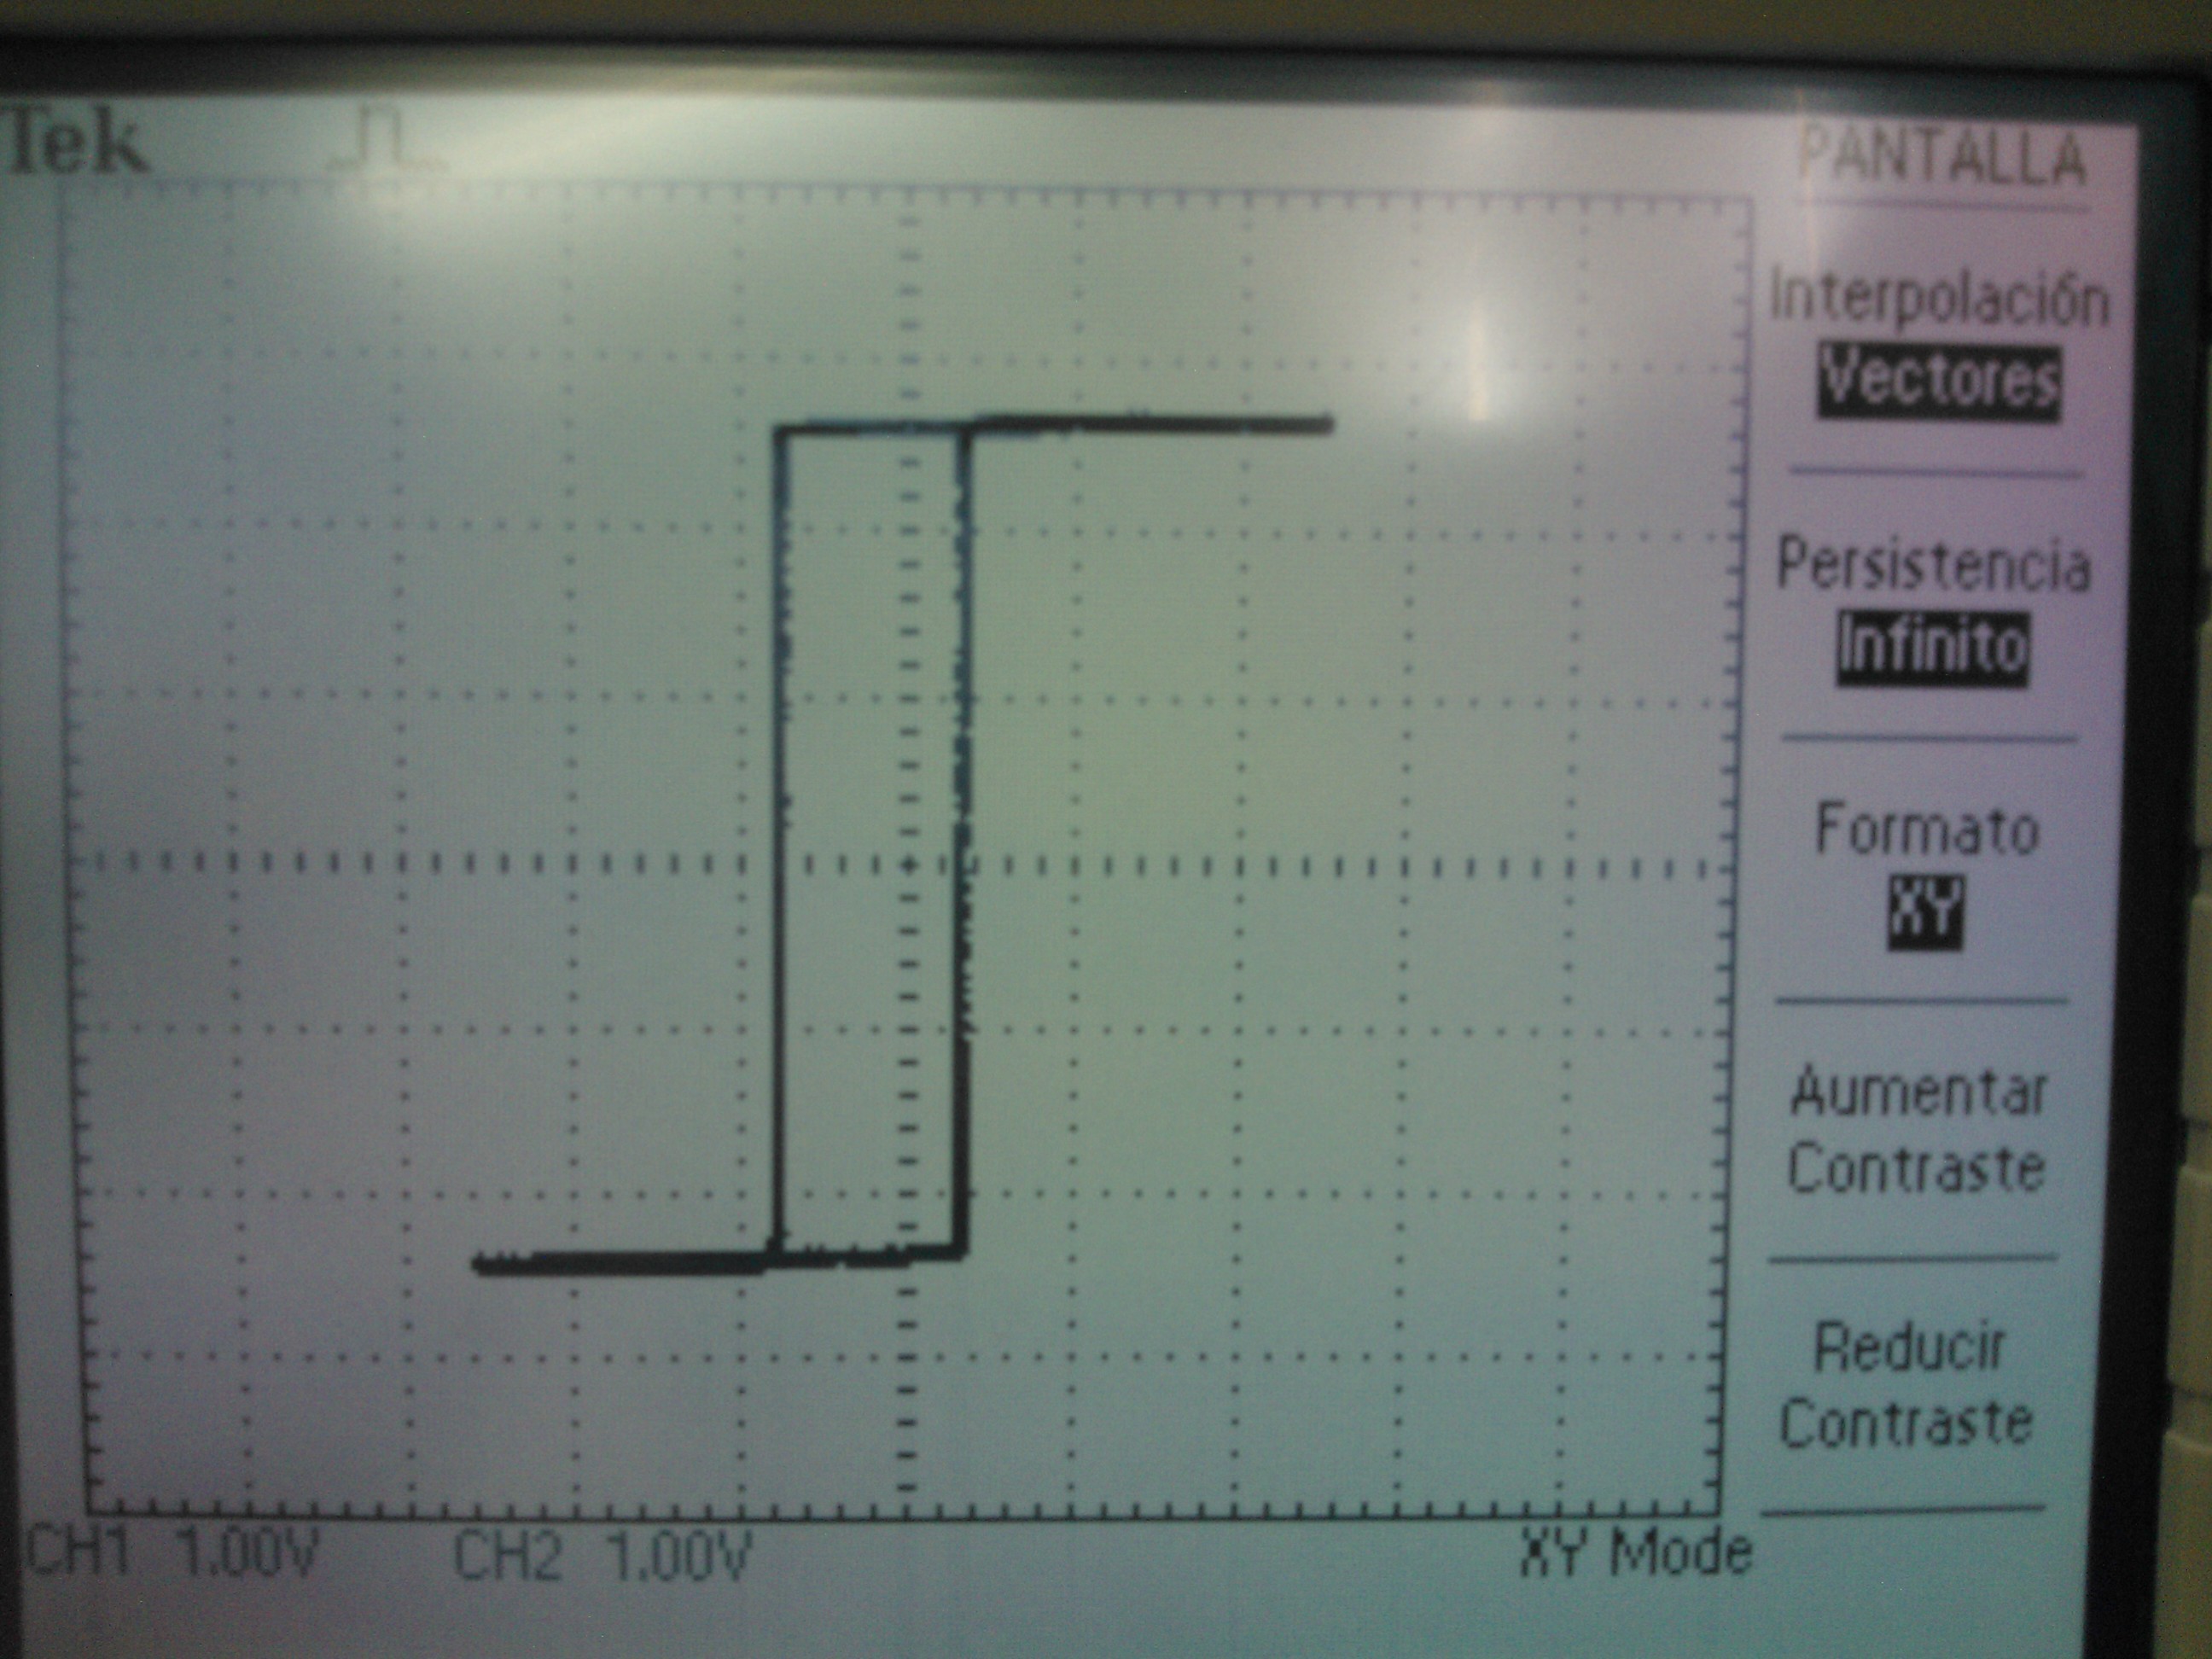 Tek
PANTALLA
Interpolación
Vectores
Persistencia
Infinito
Formato
XY
Aumentar
Contraste
Reducir
Contraste
CH1 1.00V CH2 1.00V XY Mode